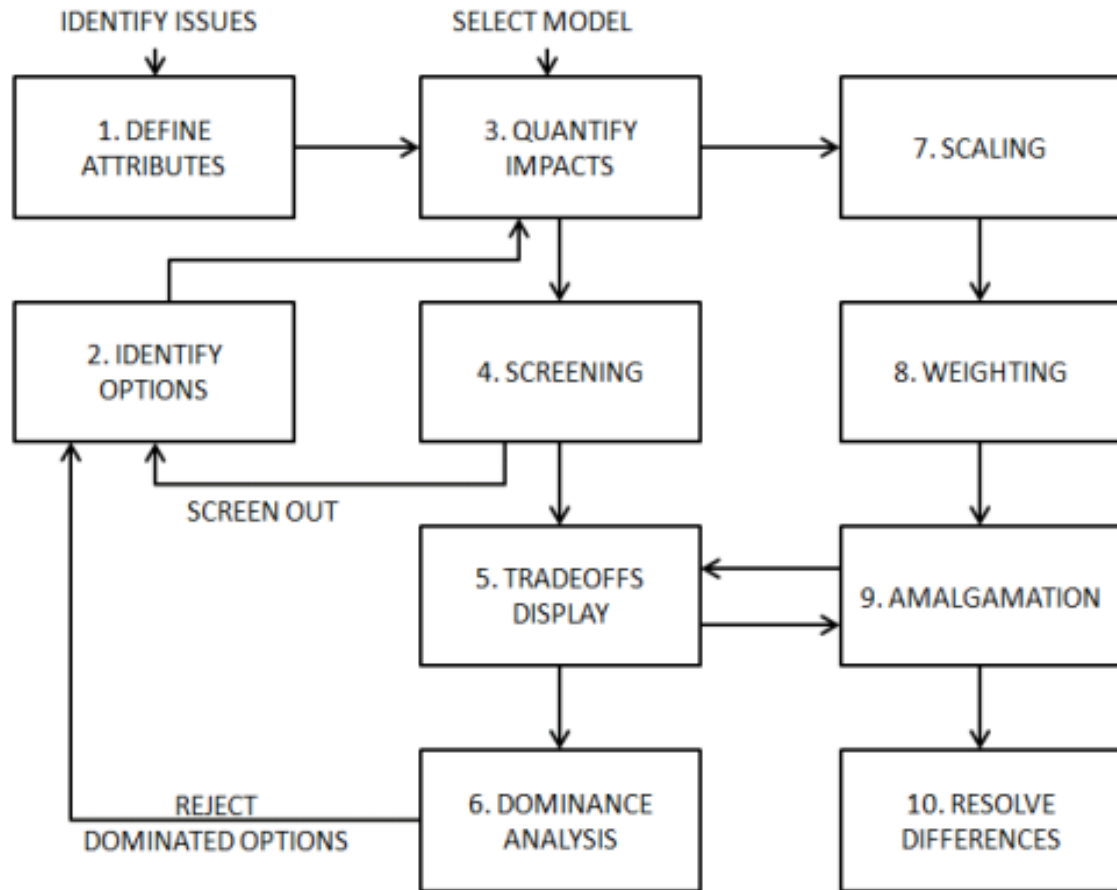 IDENTIFY ISSUES
SELECT MODEL
1. DEFINE
ATTRIBUTES
3. QUANTIFY
IMPACTS
7. SCALING
2. IDENTIFY
OPTIONS
4. SCREENING
8. WEIGHTING
SCREEN OUT
5. TRADEOFFS
DISPLAY
9. AMALGAMATION
REJECT
DOMINATED OPTIONS
6. DOMINANCE
ANALYSIS
10. RESOLVE
DIFFERENCES